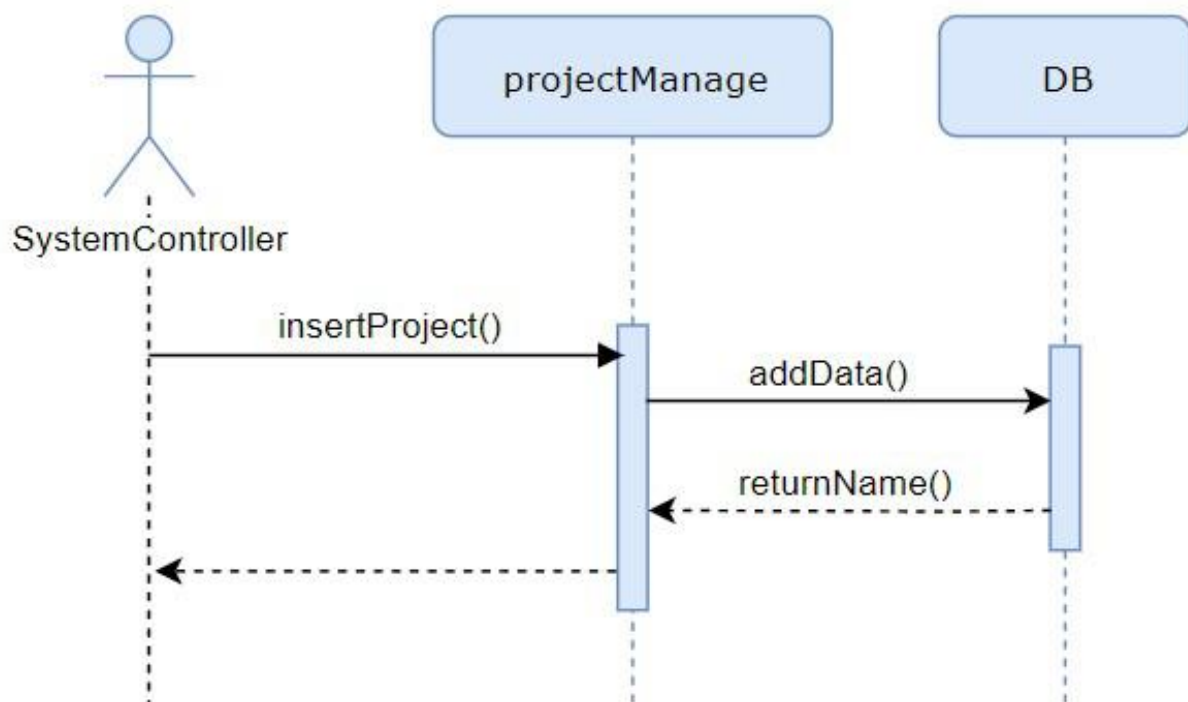 projectManage
DB
SystemController
insertProject()
addData()
returnName()